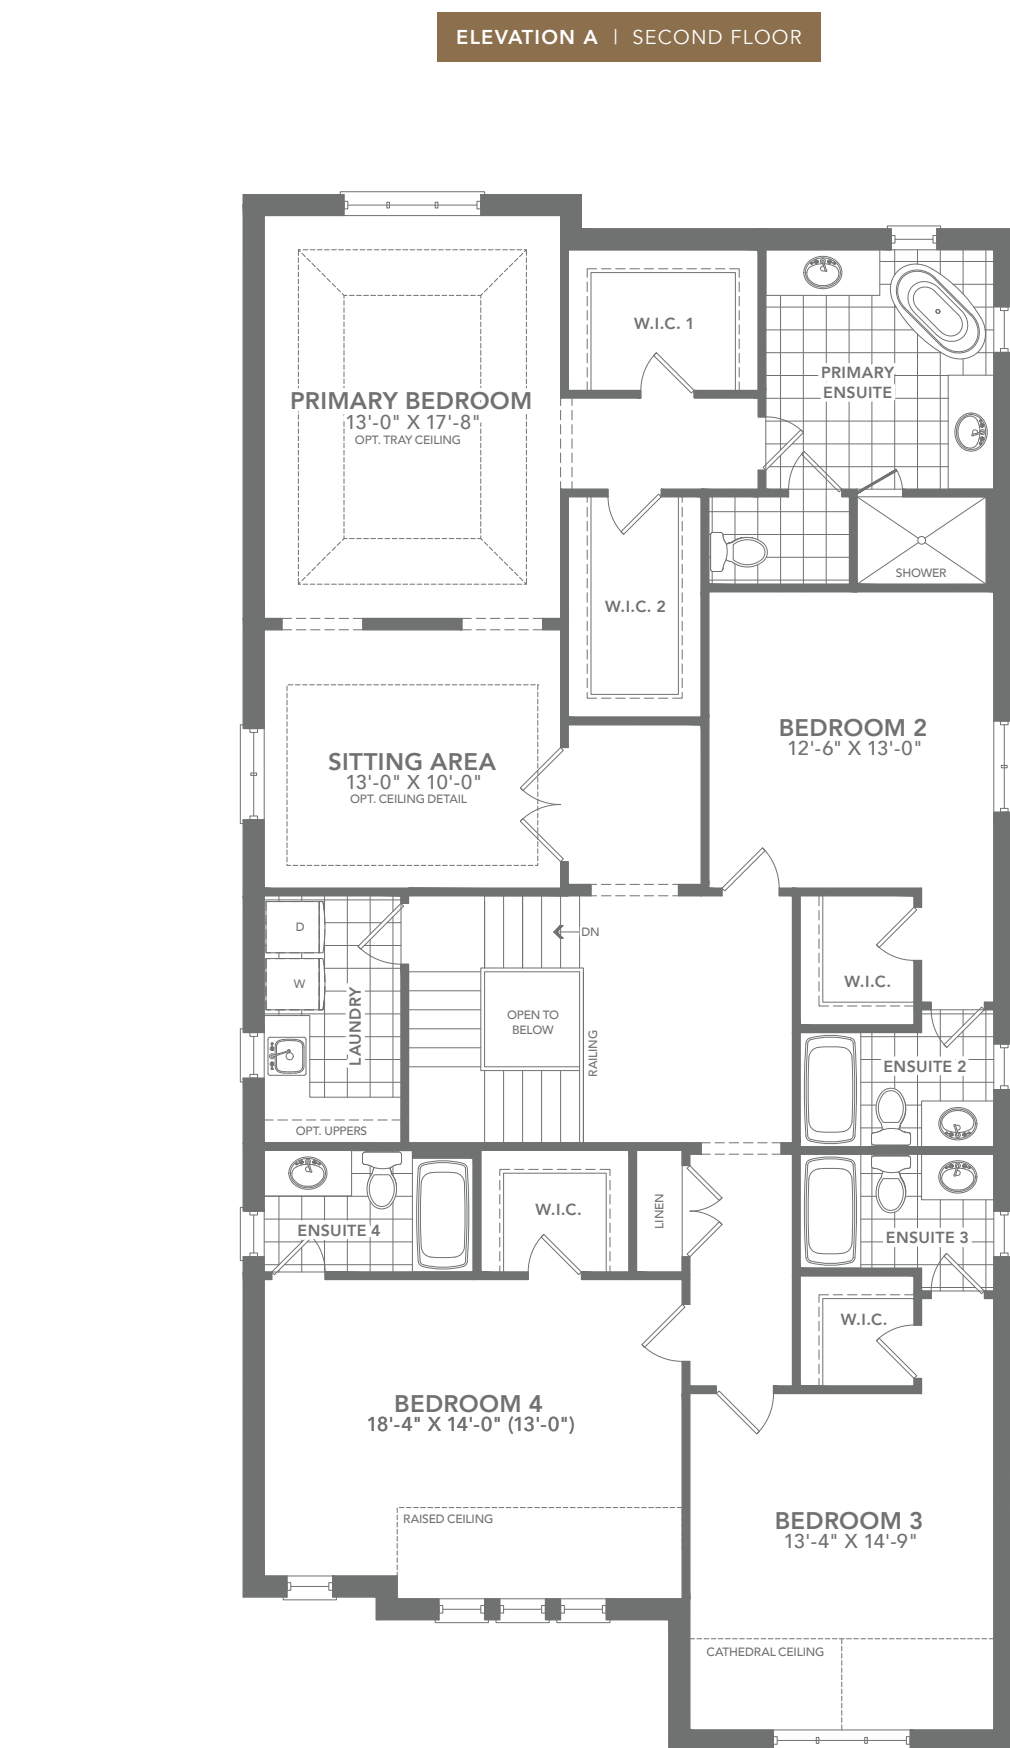 ELEVATION A | SECOND FLOOR
W.I.C. 1
PRIMARY
ENSUITE
PRIMARY BEDROOM
13'-0" X 17'-8"
OPT. TRAY CEILING
SHOWER
W.I.C. 2
BEDROOM 2
12'-6" X 13'-0"
SITTING AREA
13'-0" X 10'-0"
OPT. CEILING DETAIL
D
DN
W
W.I.C.
OPEN TO
BELOW
LAUNDRY
RAILING
ENSUITE 2
OPT. UPPERS
W.I.C.
LINEN
ENSUITE 4
ENSUITE 3
W.I.C.
BEDROOM 4
18'-4" X 14'-0" (13'-0")
RAISED CEILING
BEDROOM 3
13'-4" X 14'-9"
CATHEDRAL CEILING